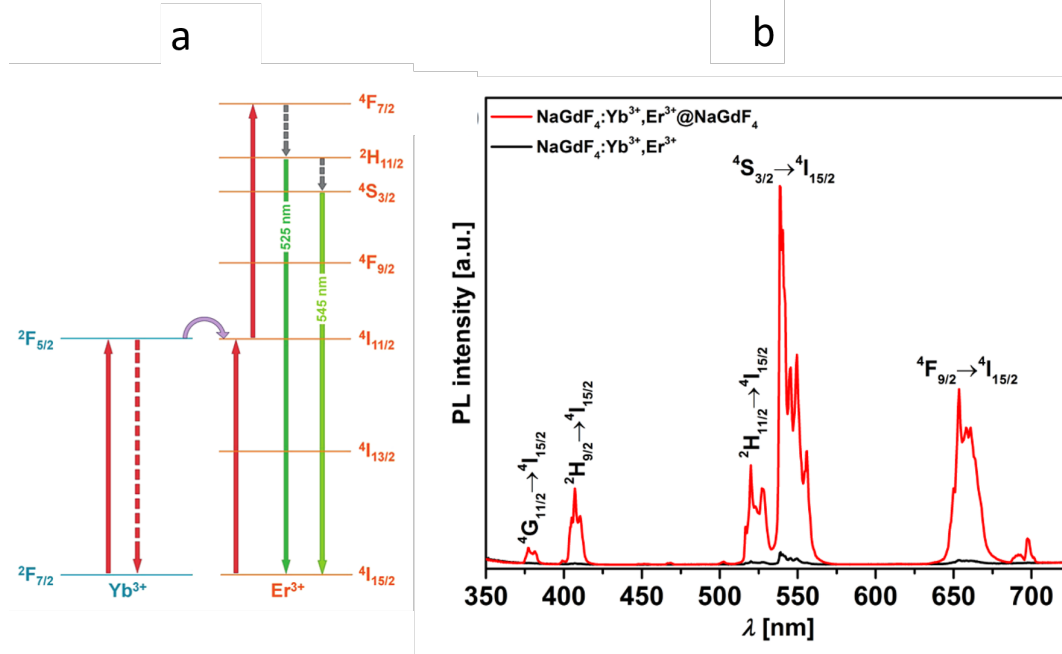 a
b
⁴F₇/₂
²H₁₁/₂
⁴S₃/₂
⁴F₉/₂
²F₅/₂
⁴I₁₁/₂
⁴I₁₃/₂
²F₇/₂
⁴I₁₅/₂
525 nm
545 nm
Yb³⁺
Er³⁺
NaGdF₄:Yb³⁺,Er³⁺@NaGdF₄
NaGdF₄:Yb³⁺,Er³⁺
⁴S₃/₂→⁴I₁₅/₂
⁴F₉/₂→⁴I₁₅/₂
²H₁₁/₂→⁴I₁₅/₂
²H₉/₂→⁴I₁₅/₂
⁴G₁₁/₂→⁴I₁₅/₂
PL intensity [a.u.]
350 400 450 500 550 600 650 700
λ [nm]